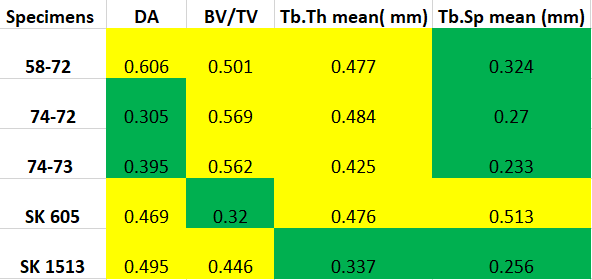 Specimens DA BV/TV Tb.Th mean( mm) Tb.Sp mean (mm)
58-72 0.606 0.501 0.477 0.324
74-72 0.305 0.569 0.484 0.27
74-73 0.395 0.562 0.425 0.233
SK 605 0.469 0.32 0.476 0.513
SK 1513 0.495 0.446 0.337 0.256